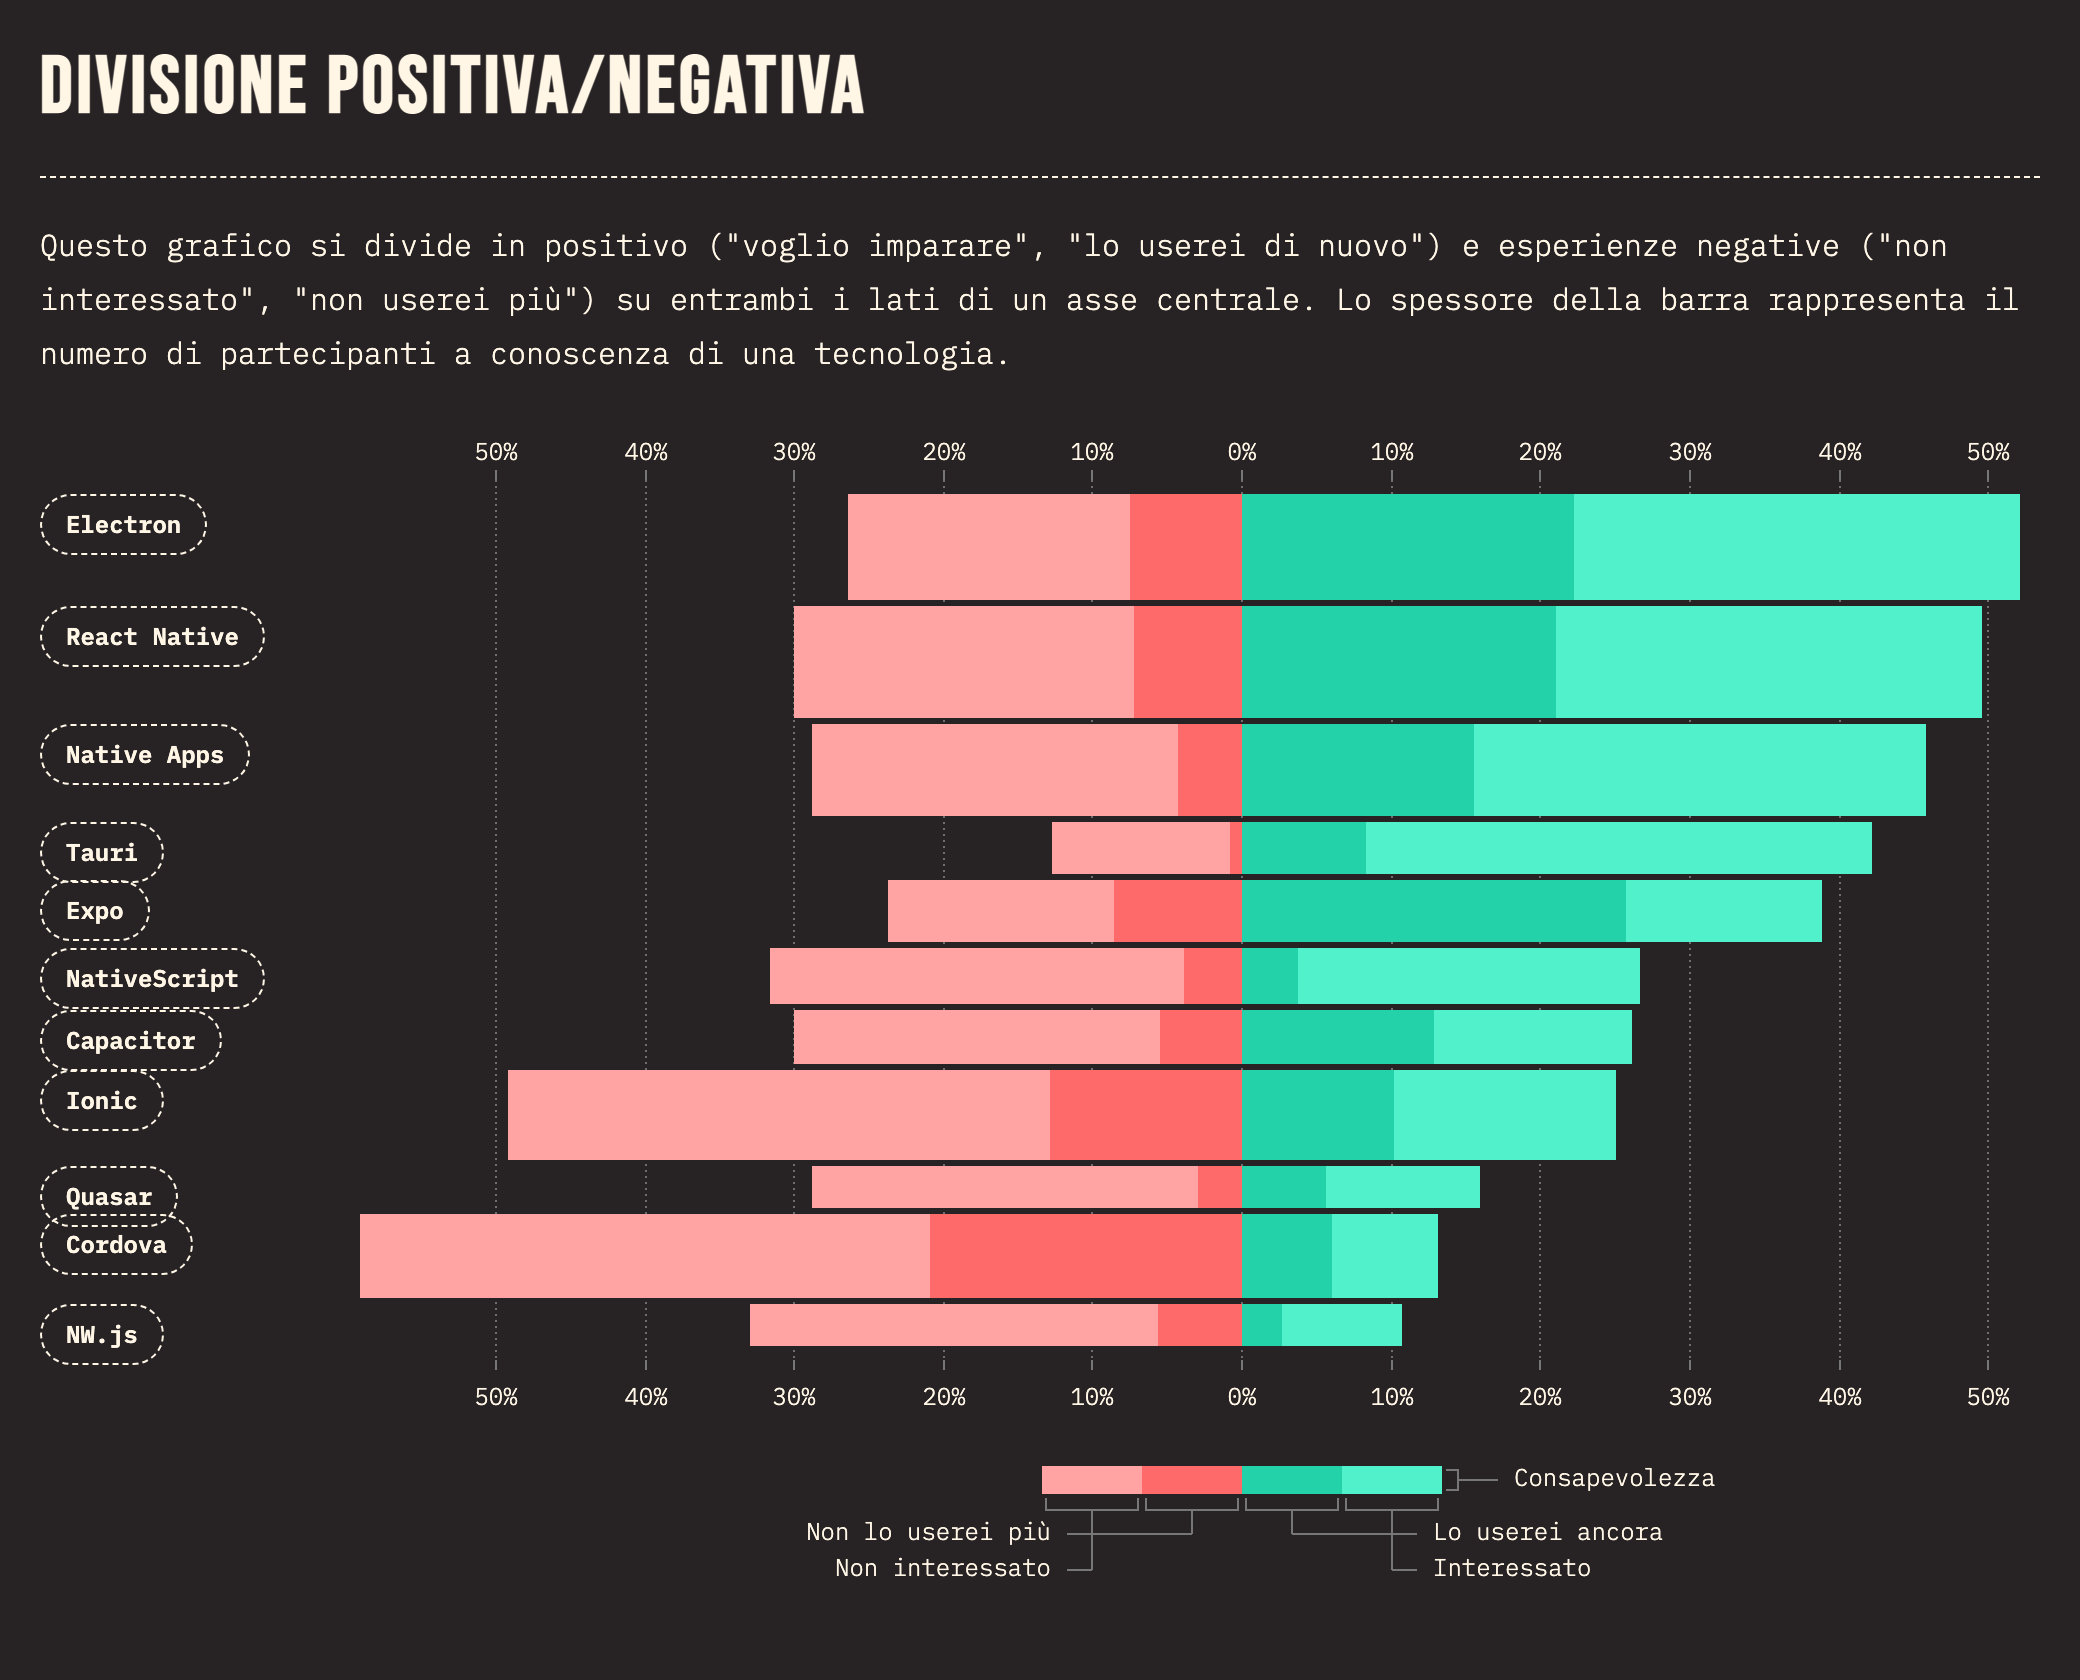 DIVISIONE POSITIVA/NEGATIVA
Questo grafico si divide in positivo ("voglio imparare", "lo userei di nuovo") e esperienze negative ("non
interessato", "non userei più") su entrambi i lati di un asse centrale. Lo spessore della barra rappresenta il
numero di partecipanti a conoscenza di una tecnologia.
50% 40% 30% 20% 10% 0% 10% 20% 30% 40% 50%
Electron
React Native
Native Apps
Tauri
Expo
NativeScript
Capacitor
Ionic
Quasar
Cordova
NW.js
50% 40% 30% 20% 10% 0% 10% 20% 30% 40% 50%
Consapevolezza
Non lo userei più Lo userei ancora
Non interessato Interessato